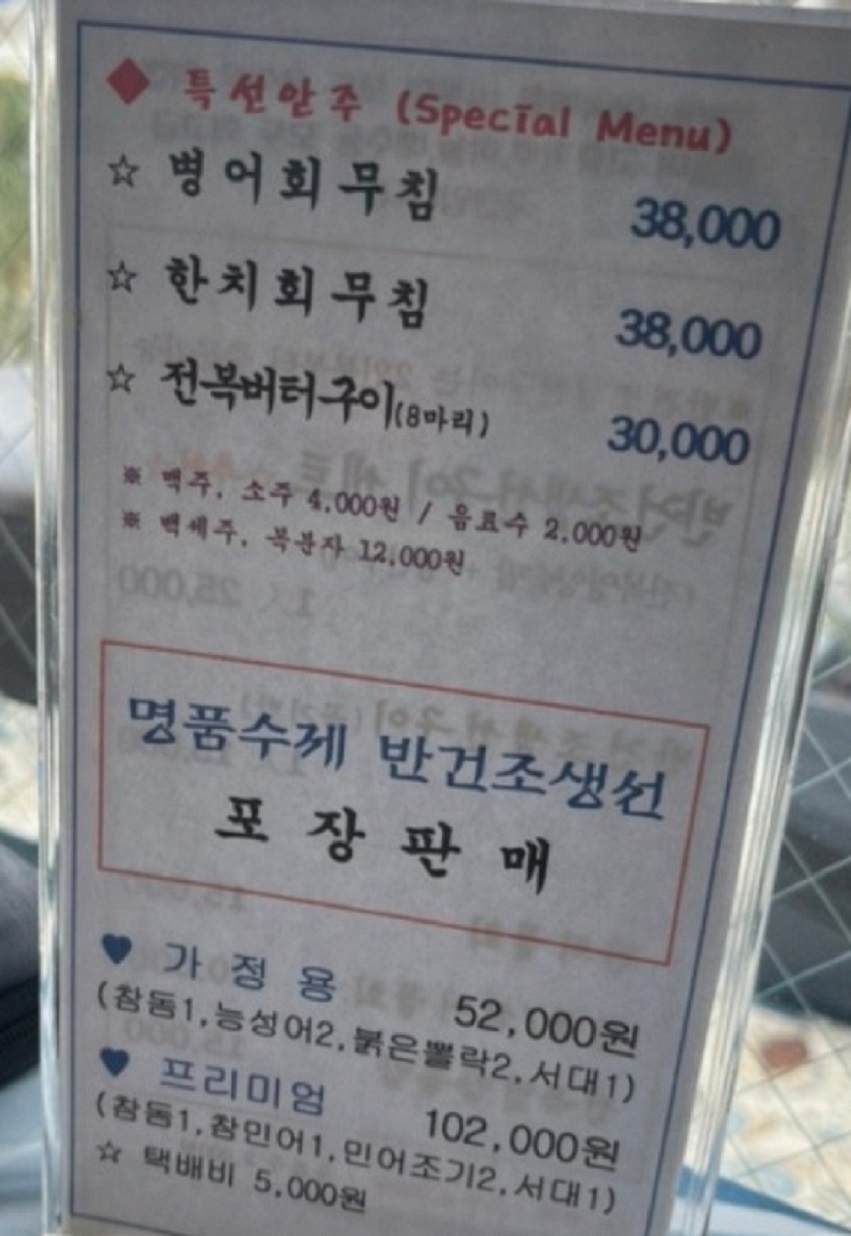 ◆ 특선안주 (Special Menu)
☆ 병어회무침 38,000
☆ 한치회무침 38,000
☆ 전복버터구이(8마리) 30,000
※ 맥주, 소주 4,000원 / 음료수 2,000원
※ 백세주, 복분자 12,000원
명품수제 반건조생선
포장판매
♥ 가정용 52,000원
(참돔1,능성어2,붉은뽈락2,서대1)
♥ 프리미엄 102,000원
(참돔1,참민어1,민어조기2,서대1)
☆ 택배비 5,000원